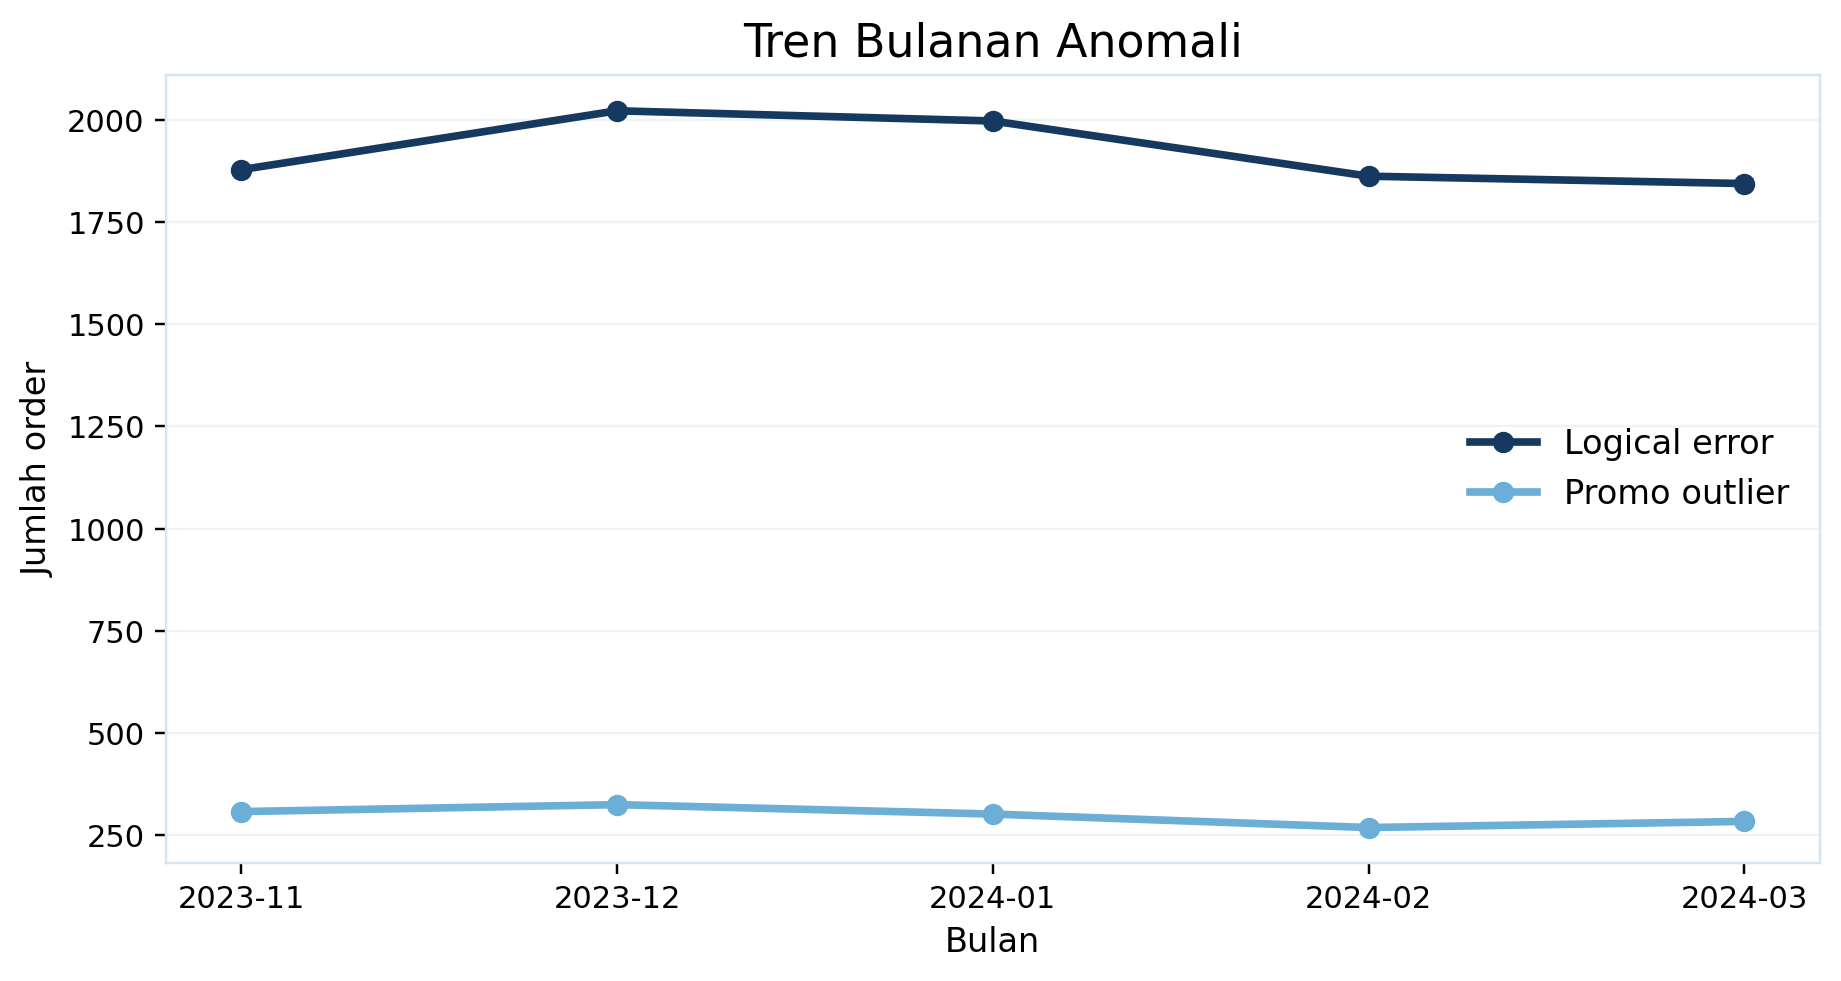 Tren Bulanan Anomali
Jumlah order
2000
1750
1500
1250
1000
750
500
250
Logical error
Promo outlier
2023-11
2023-12
2024-01
2024-02
2024-03
Bulan